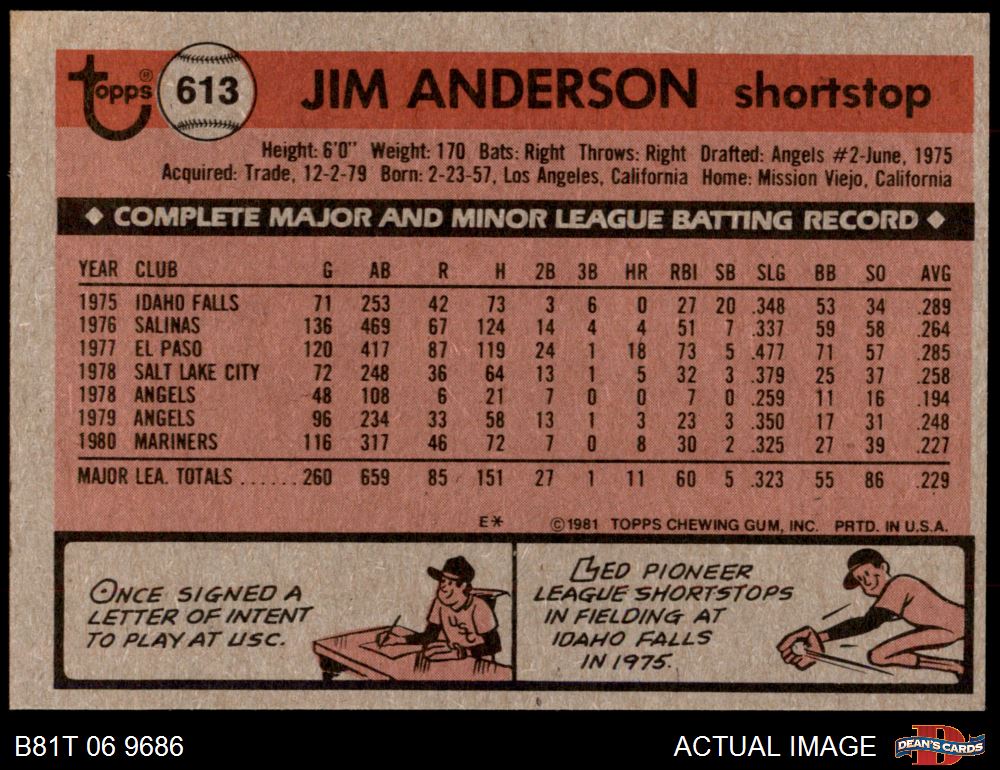 Topps® 613 JIM ANDERSON shortstop
Height: 6'0" Weight: 170 Bats: Right Throws: Right Drafted: Angels #2-June, 1975
Acquired: Trade, 12-2-79 Born: 2-23-57, Los Angeles, California Home: Mission Viejo, California
◆ COMPLETE MAJOR AND MINOR LEAGUE BATTING RECORD ◆
YEAR CLUB G AB R H 2B 3B HR RBI SB SLG BB SO AVG
1975 IDAHO FALLS 71 253 42 73 3 6 0 27 20 .348 53 34 .289
1976 SALINAS 136 469 67 124 14 4 4 51 7 .337 59 58 .264
1977 EL PASO 120 417 87 119 24 1 18 73 5 .477 71 57 .285
1978 SALT LAKE CITY 72 248 36 64 13 1 5 32 3 .379 25 37 .258
1978 ANGELS 48 108 6 21 7 0 0 7 0 .259 11 16 .194
1979 ANGELS 96 234 33 58 13 1 3 23 3 .350 17 31 .248
1980 MARINERS 116 317 46 72 7 0 8 30 2 .325 27 39 .227
MAJOR LEA. TOTALS ...... 260 659 85 151 27 1 11 60 5 .323 55 86 .229
E* ©1981 TOPPS CHEWING GUM, INC. PRTD. IN U.S.A.
ONCE SIGNED A
LETTER OF INTENT
TO PLAY AT USC.
USC
LED PIONEER
LEAGUE SHORTSTOPS
IN FIELDING AT
IDAHO FALLS
IN 1975.
B81T 06 9686 ACTUAL IMAGE
D
DEAN'S CARDS